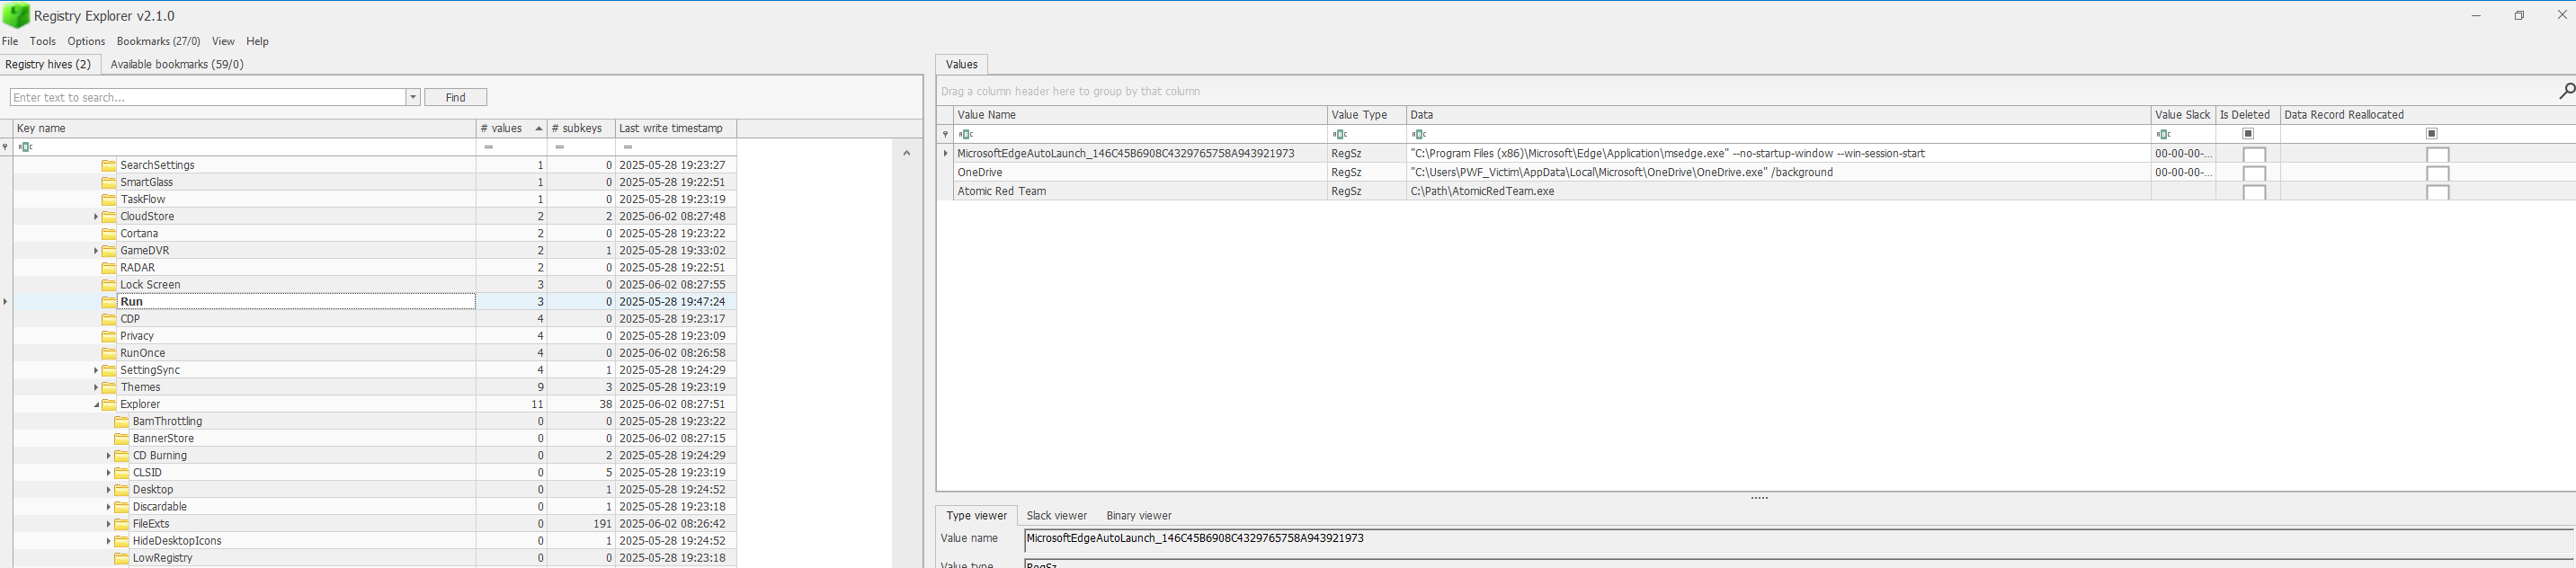 Registry Explorer v2.1.0
File Tools Options Bookmarks (27/0) View Help
Registry hives (2) Available bookmarks (59/0)
Enter text to search... Find
Key name # values # subkeys Last write timestamp
SearchSettings 1 0 2025-05-28 19:23:27
SmartGlass 1 0 2025-05-28 19:22:51
TaskFlow 1 0 2025-05-28 19:23:19
CloudStore 2 2 2025-06-02 08:27:48
Cortana 2 0 2025-05-28 19:23:22
GameDVR 2 1 2025-05-28 19:33:02
RADAR 2 0 2025-05-28 19:22:51
Lock Screen 3 0 2025-06-02 08:27:55
Run 3 0 2025-05-28 19:47:24
CDP 4 0 2025-05-28 19:23:17
Privacy 4 0 2025-05-28 19:23:09
RunOnce 4 0 2025-06-02 08:26:58
SettingSync 4 1 2025-05-28 19:24:29
Themes 9 3 2025-05-28 19:23:19
Explorer 11 38 2025-06-02 08:27:51
BamThrottling 0 0 2025-05-28 19:23:22
BannerStore 0 0 2025-06-02 08:27:15
CD Burning 0 2 2025-05-28 19:24:29
CLSID 0 5 2025-05-28 19:23:19
Desktop 0 1 2025-05-28 19:24:52
Discardable 0 1 2025-05-28 19:23:18
FileExts 0 191 2025-06-02 08:26:42
HideDesktopIcons 0 1 2025-05-28 19:24:52
LowRegistry 0 0 2025-05-28 19:23:18
Values
Drag a column header here to group by that column
Value Name Value Type Data Value Slack Is Deleted Data Record Reallocated
MicrosoftEdgeAutoLaunch_146C45B6908C4329765758A943921973 RegSz "C:\Program Files (x86)\Microsoft\Edge\Application\msedge.exe" --no-startup-window --win-session-start 00-00-00-...
OneDrive RegSz "C:\Users\PWF_Victim\AppData\Local\Microsoft\OneDrive\OneDrive.exe" /background 00-00-00-...
Atomic Red Team RegSz C:\Path\AtomicRedTeam.exe
Type viewer Slack viewer Binary viewer
Value name MicrosoftEdgeAutoLaunch_146C45B6908C4329765758A943921973
Value type RegSz